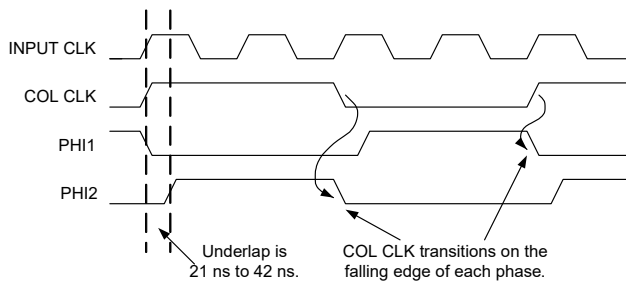 INPUT CLK
COL CLK
PHI1
PHI2
Underlap is
21 ns to 42 ns.
COL CLK transitions on the
falling edge of each phase.